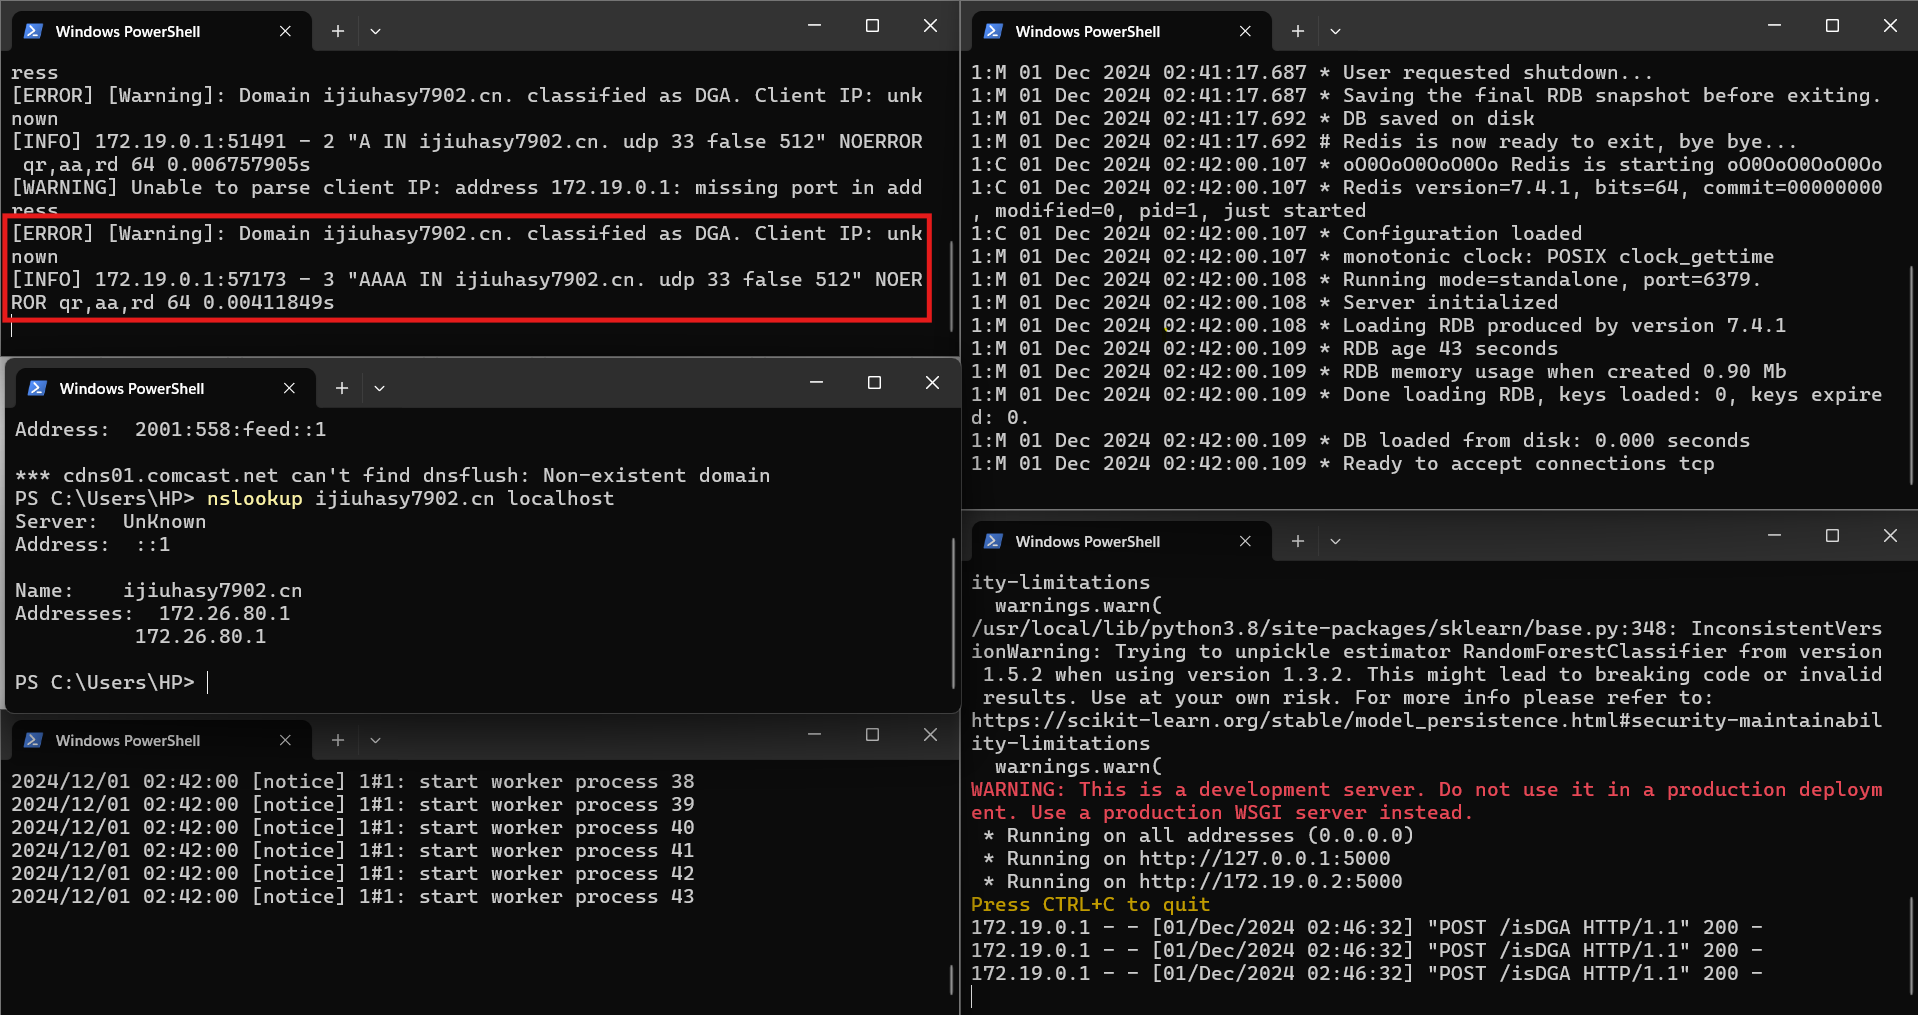 Windows PowerShell
ress
[ERROR] [Warning]: Domain ijiuhasy7902.cn. classified as DGA. Client IP: unk
nown
[INFO] 172.19.0.1:51491 - 2 "A IN ijiuhasy7902.cn. udp 33 false 512" NOERROR
 qr,aa,rd 64 0.006757905s
[WARNING] Unable to parse client IP: address 172.19.0.1: missing port in add
ress
[ERROR] [Warning]: Domain ijiuhasy7902.cn. classified as DGA. Client IP: unk
nown
[INFO] 172.19.0.1:57173 - 3 "AAAA IN ijiuhasy7902.cn. udp 33 false 512" NOER
ROR qr,aa,rd 64 0.00411849s
Windows PowerShell
Address:  2001:558:feed::1
*** cdns01.comcast.net can't find dnsflush: Non-existent domain
PS C:\Users\HP> nslookup ijiuhasy7902.cn localhost
Server:  UnKnown
Address:  ::1
Name:    ijiuhasy7902.cn
Addresses:  172.26.80.1
          172.26.80.1
PS C:\Users\HP>
Windows PowerShell
2024/12/01 02:42:00 [notice] 1#1: start worker process 38
2024/12/01 02:42:00 [notice] 1#1: start worker process 39
2024/12/01 02:42:00 [notice] 1#1: start worker process 40
2024/12/01 02:42:00 [notice] 1#1: start worker process 41
2024/12/01 02:42:00 [notice] 1#1: start worker process 42
2024/12/01 02:42:00 [notice] 1#1: start worker process 43
Windows PowerShell
1:M 01 Dec 2024 02:41:17.687 * User requested shutdown...
1:M 01 Dec 2024 02:41:17.687 * Saving the final RDB snapshot before exiting.
1:M 01 Dec 2024 02:41:17.692 * DB saved on disk
1:M 01 Dec 2024 02:41:17.692 # Redis is now ready to exit, bye bye...
1:C 01 Dec 2024 02:42:00.107 * oO0OoO0OoO0Oo Redis is starting oO0OoO0OoO0Oo
1:C 01 Dec 2024 02:42:00.107 * Redis version=7.4.1, bits=64, commit=00000000
, modified=0, pid=1, just started
1:C 01 Dec 2024 02:42:00.107 * Configuration loaded
1:M 01 Dec 2024 02:42:00.107 * monotonic clock: POSIX clock_gettime
1:M 01 Dec 2024 02:42:00.108 * Running mode=standalone, port=6379.
1:M 01 Dec 2024 02:42:00.108 * Server initialized
1:M 01 Dec 2024 02:42:00.108 * Loading RDB produced by version 7.4.1
1:M 01 Dec 2024 02:42:00.109 * RDB age 43 seconds
1:M 01 Dec 2024 02:42:00.109 * RDB memory usage when created 0.90 Mb
1:M 01 Dec 2024 02:42:00.109 * Done loading RDB, keys loaded: 0, keys expire
d: 0.
1:M 01 Dec 2024 02:42:00.109 * DB loaded from disk: 0.000 seconds
1:M 01 Dec 2024 02:42:00.109 * Ready to accept connections tcp
Windows PowerShell
ity-limitations
  warnings.warn(
/usr/local/lib/python3.8/site-packages/sklearn/base.py:348: InconsistentVers
ionWarning: Trying to unpickle estimator RandomForestClassifier from version
 1.5.2 when using version 1.3.2. This might lead to breaking code or invalid
 results. Use at your own risk. For more info please refer to:
https://scikit-learn.org/stable/model_persistence.html#security-maintainabil
ity-limitations
  warnings.warn(
WARNING: This is a development server. Do not use it in a production deploym
ent. Use a production WSGI server instead.
 * Running on all addresses (0.0.0.0)
 * Running on http://127.0.0.1:5000
 * Running on http://172.19.0.2:5000
Press CTRL+C to quit
172.19.0.1 - - [01/Dec/2024 02:46:32] "POST /isDGA HTTP/1.1" 200 -
172.19.0.1 - - [01/Dec/2024 02:46:32] "POST /isDGA HTTP/1.1" 200 -
172.19.0.1 - - [01/Dec/2024 02:46:32] "POST /isDGA HTTP/1.1" 200 -